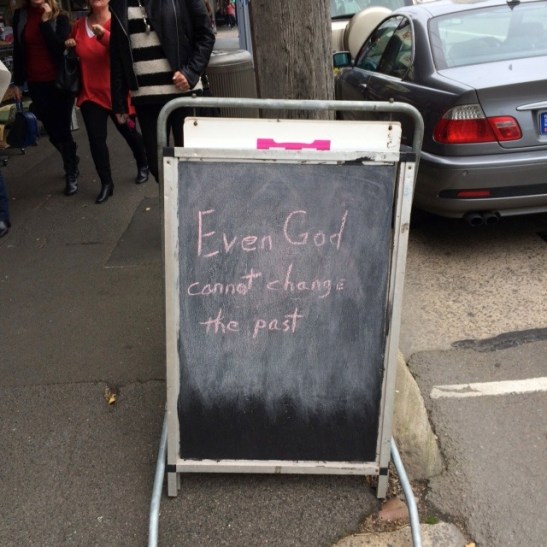 Even God
cannot change
the past